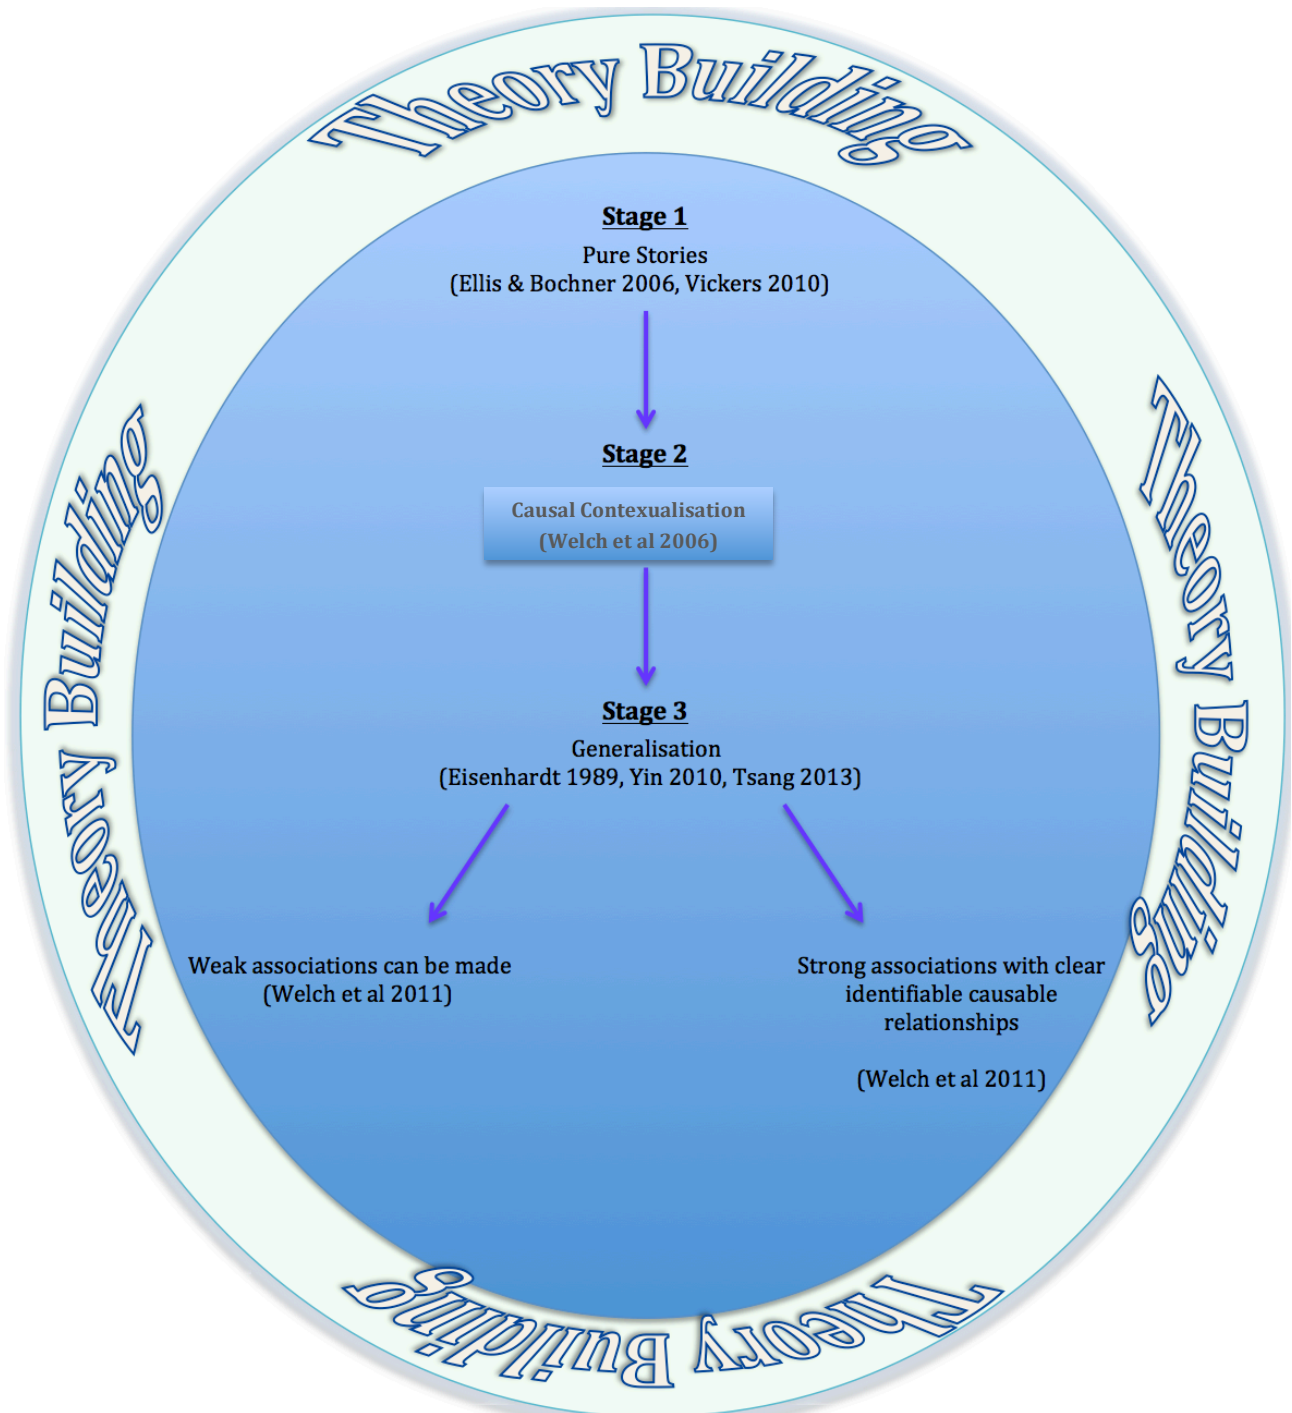 Theory Building
Stage 1
Pure Stories
(Ellis & Bochner 2006, Vickers 2010)
Stage 2
Causal Contexualisation
(Welch et al 2006)
Stage 3
Generalisation
(Eisenhardt 1989, Yin 2010, Tsang 2013)
Weak associations can be made
(Welch et al 2011)
Strong associations with clear
identifiable causable
relationships
(Welch et al 2011)
Theory Building
Theory Building
Theory Building